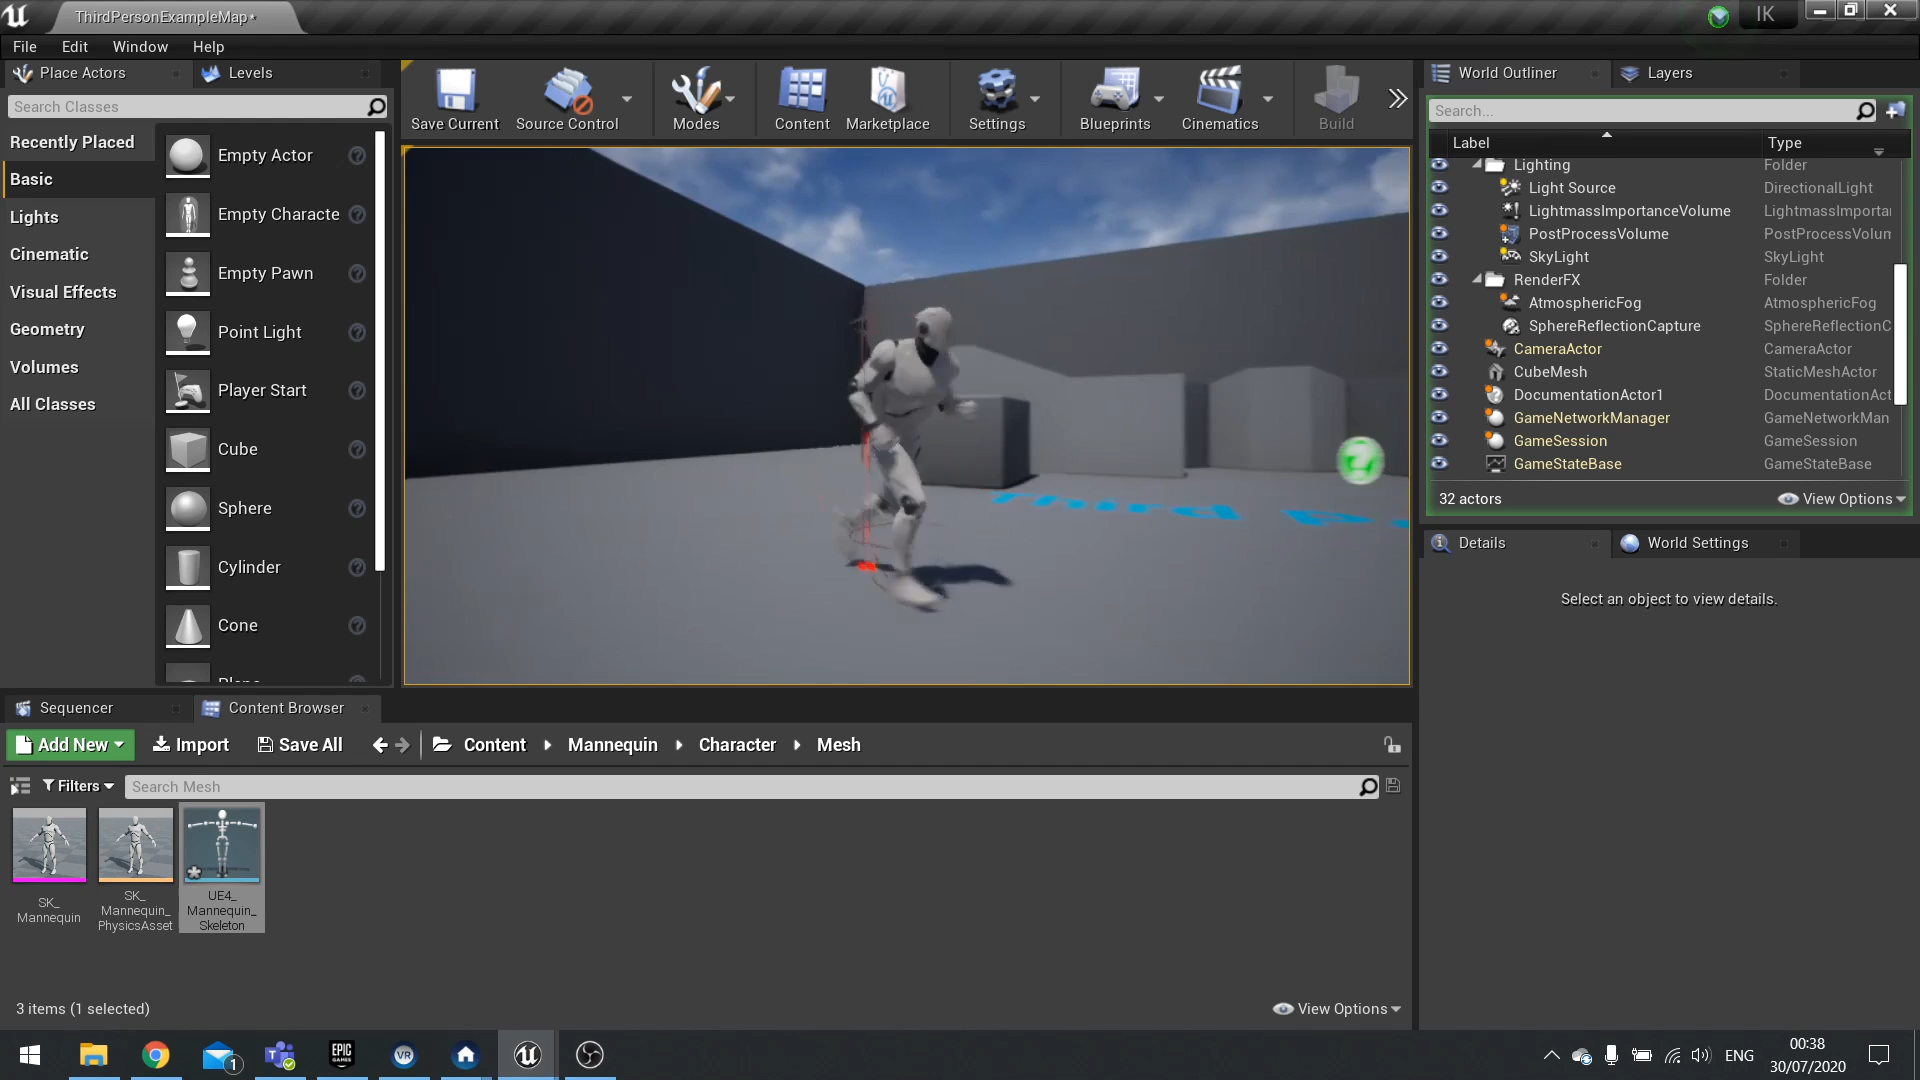 ThirdPersonExampleMap*
IK
File Edit Window Help
Place Actors
Levels
Search Classes
Recently Placed
Basic
Lights
Cinematic
Visual Effects
Geometry
Volumes
All Classes
Empty Actor
Empty Characte
Empty Pawn
Point Light
Player Start
Cube
Sphere
Cylinder
Cone
Save Current
Source Control
Modes
Content
Marketplace
Settings
Blueprints
Cinematics
Build
World Outliner
Layers
Search...
Label Type
Lighting Folder
Light Source DirectionalLight
LightmassImportanceVolume LightmassImporta
PostProcessVolume PostProcessVolum
SkyLight SkyLight
RenderFX Folder
AtmosphericFog AtmosphericFog
SphereReflectionCapture SphereReflectionC
CameraActor CameraActor
CubeMesh StaticMeshActor
DocumentationActor1 DocumentationAct
GameNetworkManager GameNetworkMan
GameSession GameSession
GameStateBase GameStateBase
32 actors
View Options
Details
World Settings
Select an object to view details.
Sequencer
Content Browser
Add New
Import
Save All
Content
Mannequin
Character
Mesh
Filters
Search Mesh
SK_
Mannequin
SK_
Mannequin_
PhysicsAsset
UE4_
Mannequin_
Skeleton
3 items (1 selected)
View Options
1
EPIC
GAMES
VR
ENG
00:38
30/07/2020